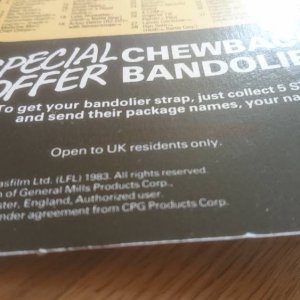 SPECIAL OFFER
CHEWBA
BANDOLIE
To get your bandolier strap, just collect 5 S
and send their package names, your na
Open to UK residents only.
asfilm Ltd. (LFL) 1983. All rights reserved.
n of General Mills Products Corp.,
ster, England, Authorized user.
nder agreement from CPG Products Corp.